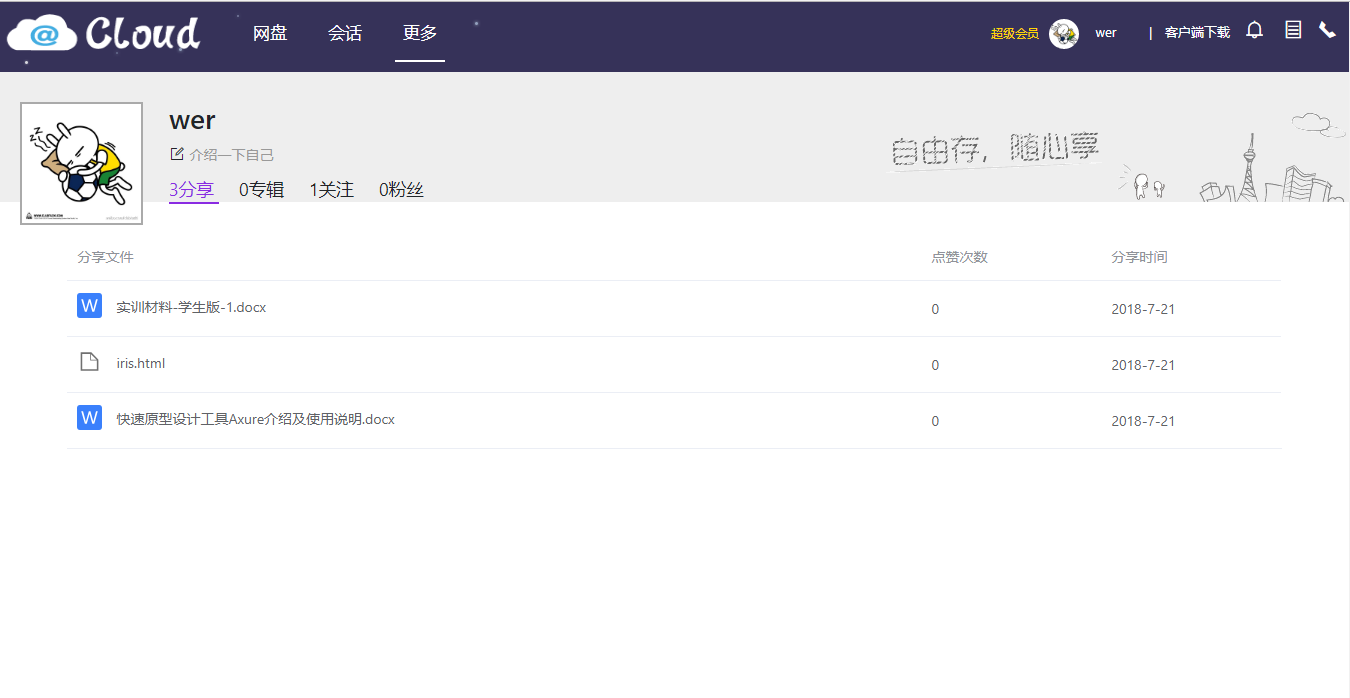 @ Cloud 网盘 会话 更多 超级会员 wer | 客户端下载
wer
介绍一下自己
3分享 0专辑 1关注 0粉丝
自由存，随心享
zz
分享文件 点赞次数 分享时间
W 实训材料-学生版-1.docx 0 2018-7-21
iris.html 0 2018-7-21
W 快速原型设计工具Axure介绍及使用说明.docx 0 2018-7-21